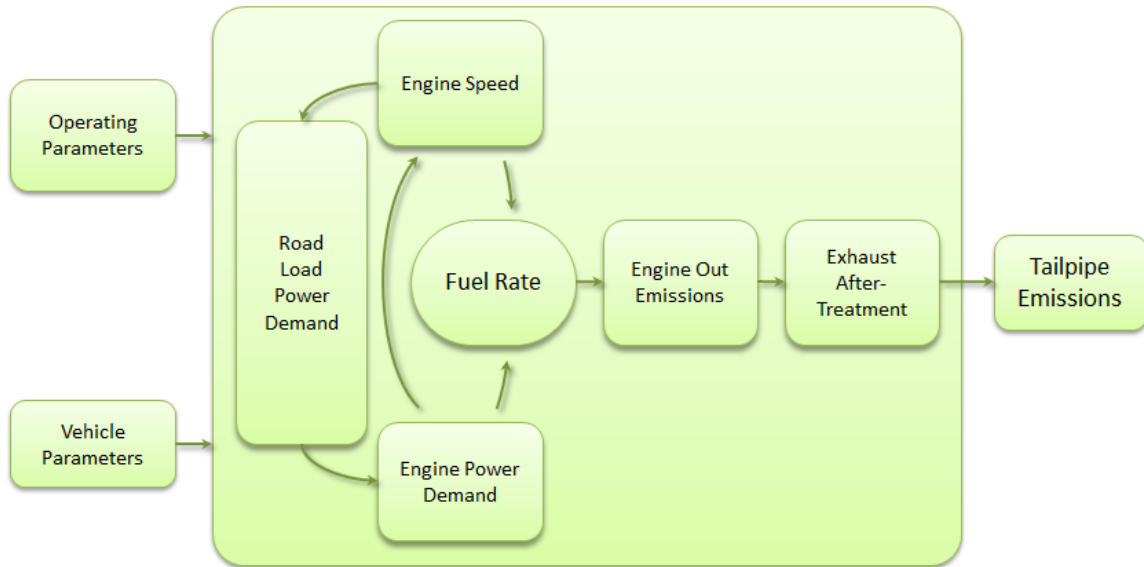 Operating
Parameters
Vehicle
Parameters
Engine Speed
Road
Load
Power
Demand
Engine Power
Demand
Fuel Rate
Engine Out
Emissions
Exhaust
After-
Treatment
Tailpipe
Emissions